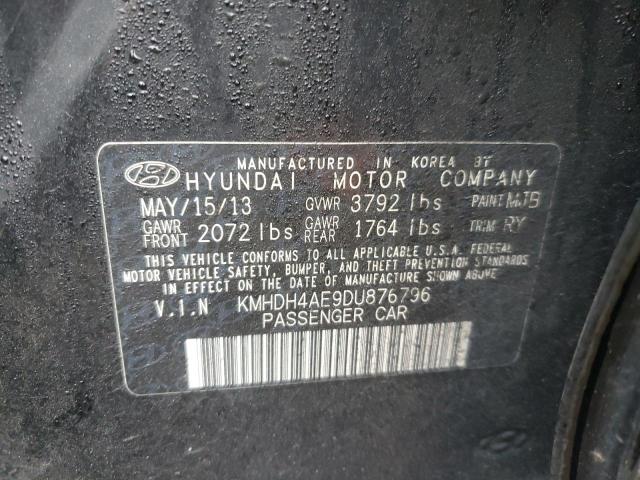 MANUFACTURED IN KOREA BY
HYUNDAI MOTOR COMPANY
MAY/15/13 GVWR 3792 lbs PAINT MJB
GAWR FRONT 2072 lbs GAWR REAR 1764 lbs TRIM RY
THIS VEHICLE CONFORMS TO ALL APPLICABLE U.S.A. FEDERAL
MOTOR VEHICLE SAFETY, BUMPER, AND THEFT PREVENTION STANDARDS
IN EFFECT ON THE DATE OF MANUFACTURE SHOWN ABOVE
V.I.N KMHDH4AE9DU876796
PASSENGER CAR